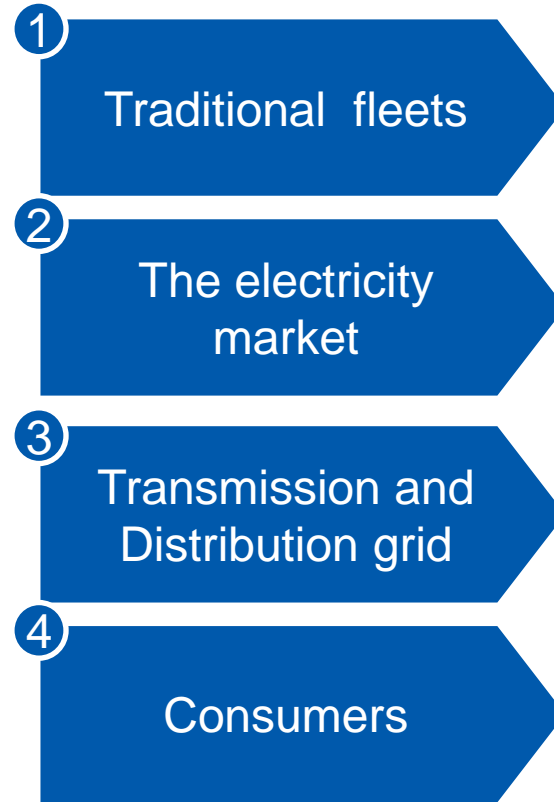 1
Traditional fleets
2
The electricity
market
3
Transmission and
Distribution grid
4
Consumers